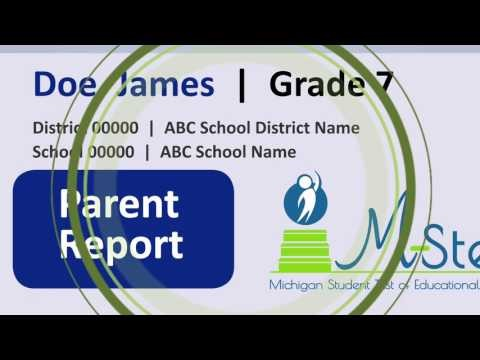 Doe, James | Grade 7
District 00000 | ABC School District Name
School 00000 | ABC School Name
Parent
Report
M-Ste
Michigan Student Test of Educational